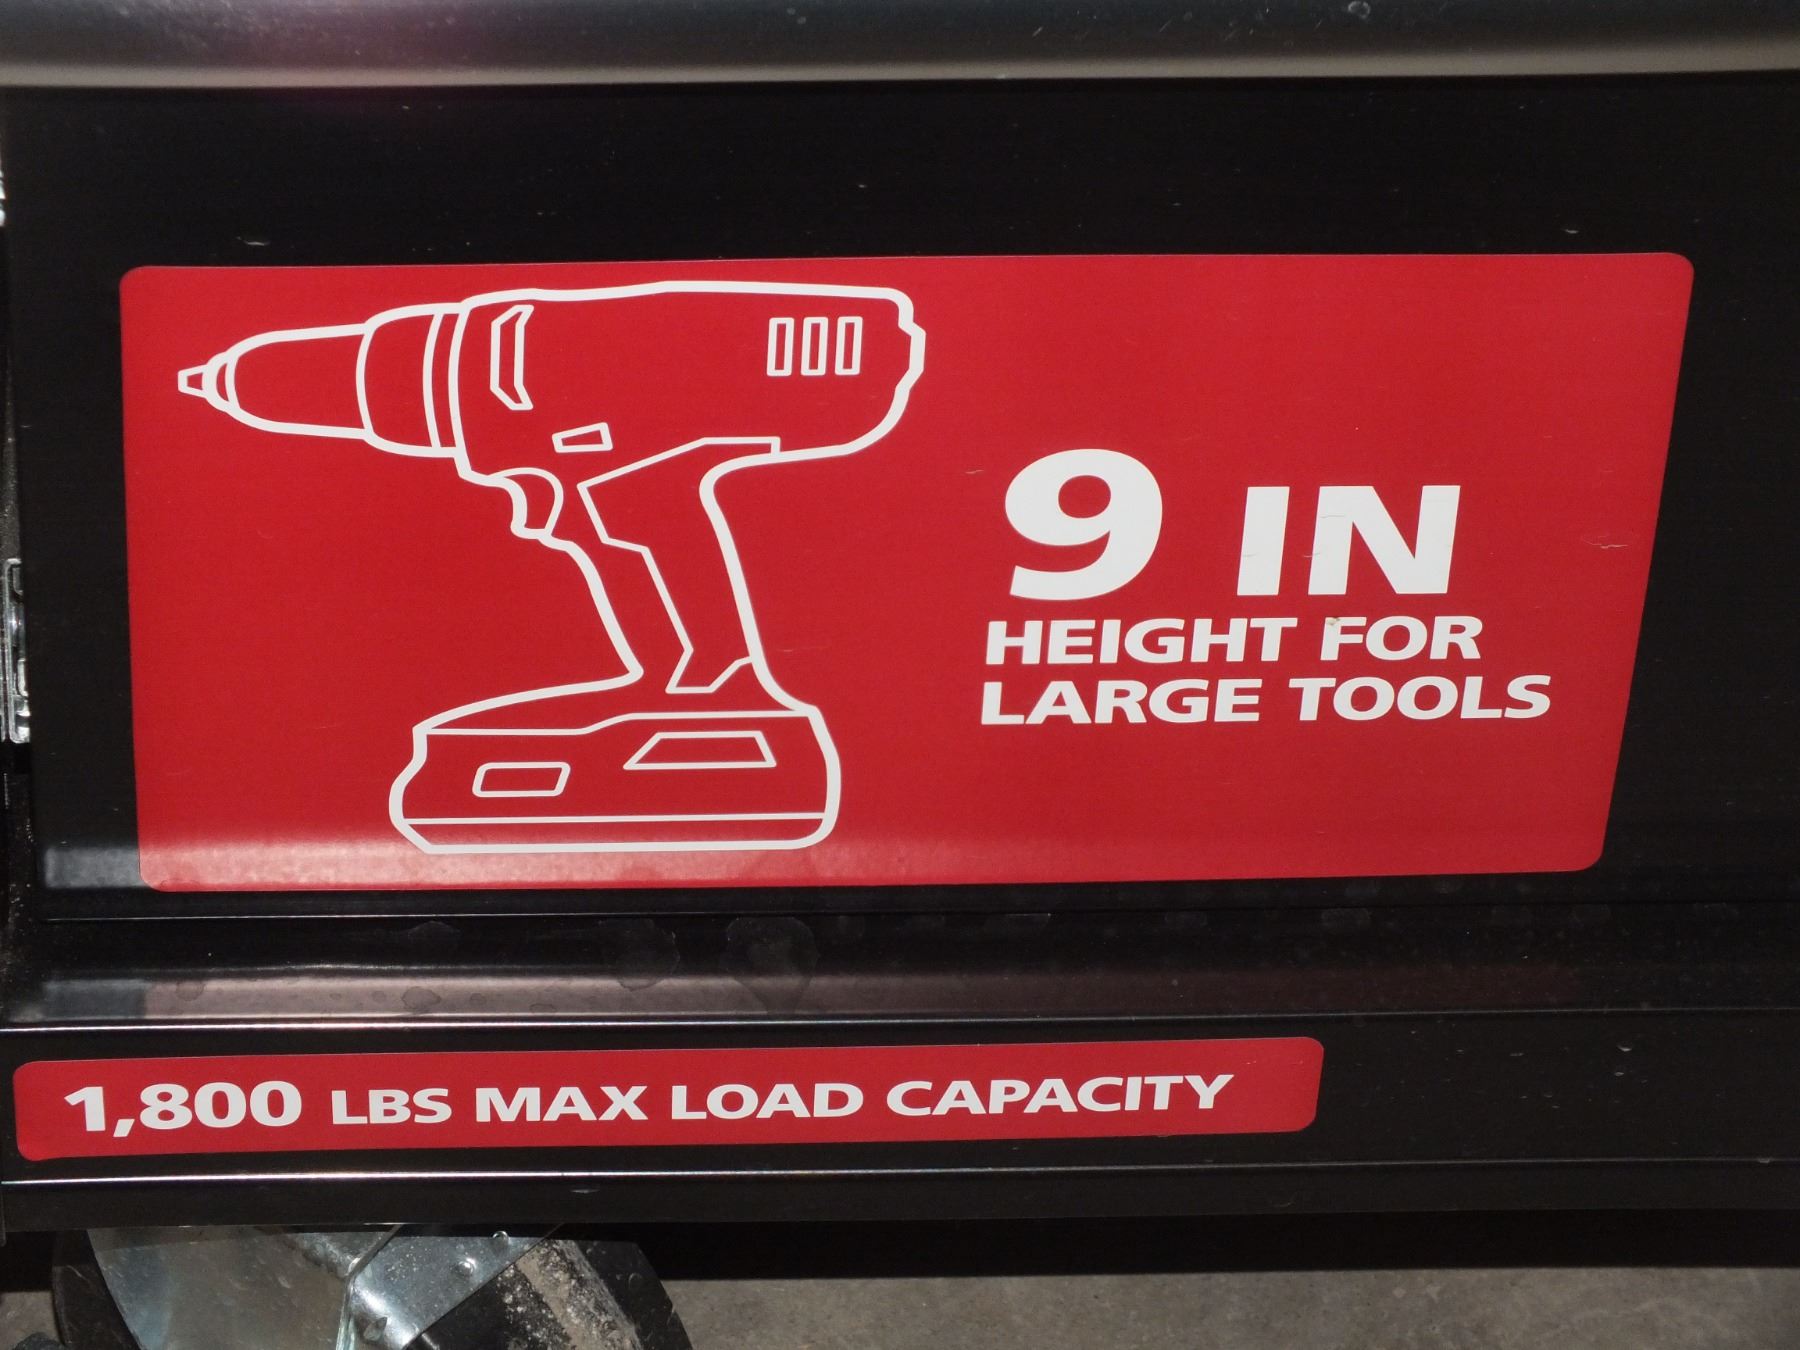 9 IN
HEIGHT FOR
LARGE TOOLS
1,800 LBS MAX LOAD CAPACITY